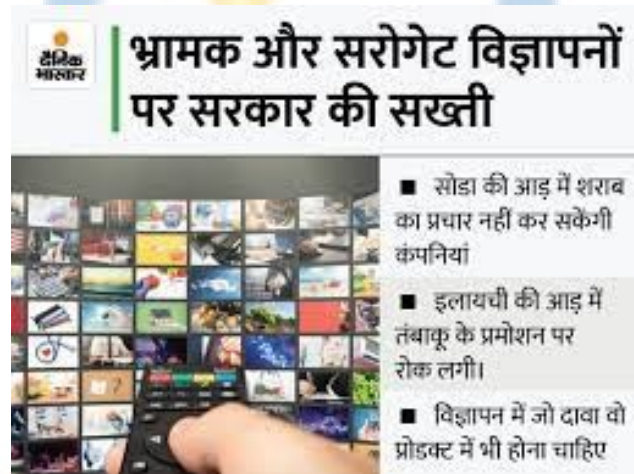 दैनिक
भास्कर
भ्रामक और सरोगेट विज्ञापनों
पर सरकार की सख्ती
■ सोडा की आड़ में शराब
का प्रचार नहीं कर सकेंगी
कंपनियां
■ इलायची की आड़ में
तंबाकू के प्रमोशन पर
रोक लगी।
■ विज्ञापन में जो दावा वो
प्रोडक्ट में भी होना चाहिए